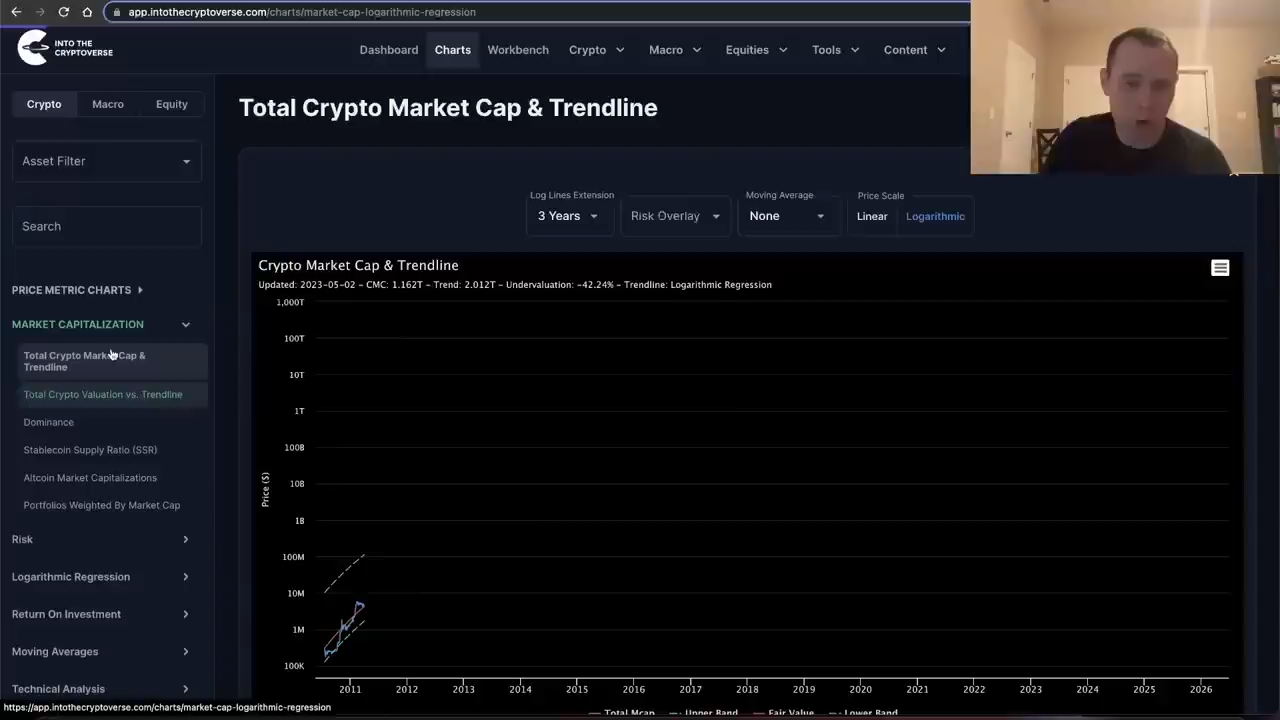 app.intothecryptoverse.com/charts/market-cap-logarithmic-regression
INTO THE
CRYPTOVERSE
Dashboard
Charts
Workbench
Crypto
Macro
Equities
Tools
Content
Crypto
Macro
Equity
Asset Filter
Search
PRICE METRIC CHARTS
MARKET CAPITALIZATION
Total Crypto Market Cap &
Trendline
Total Crypto Valuation vs. Trendline
Dominance
Stablecoin Supply Ratio (SSR)
Altcoin Market Capitalizations
Portfolios Weighted By Market Cap
Risk
Logarithmic Regression
Return On Investment
Moving Averages
Technical Analysis
https://app.intothecryptoverse.com/charts/market-cap-logarithmic-regression
Total Crypto Market Cap & Trendline
Log Lines Extension
3 Years
Risk Overlay
Moving Average
None
Price Scale
Linear
Logarithmic
Crypto Market Cap & Trendline
Updated: 2023-05-02 – CMC: 1.162T – Trend: 2.012T – Undervaluation: -42.24% – Trendline: Logarithmic Regression
Price ($)
1,000T
100T
10T
1T
100B
10B
1B
100M
10M
1M
100K
2011 2012 2013 2014 2015 2016 2017 2018 2019 2020 2021 2022 2023 2024 2025 2026
Total Mcap Upper Band Fair Value Lower Band